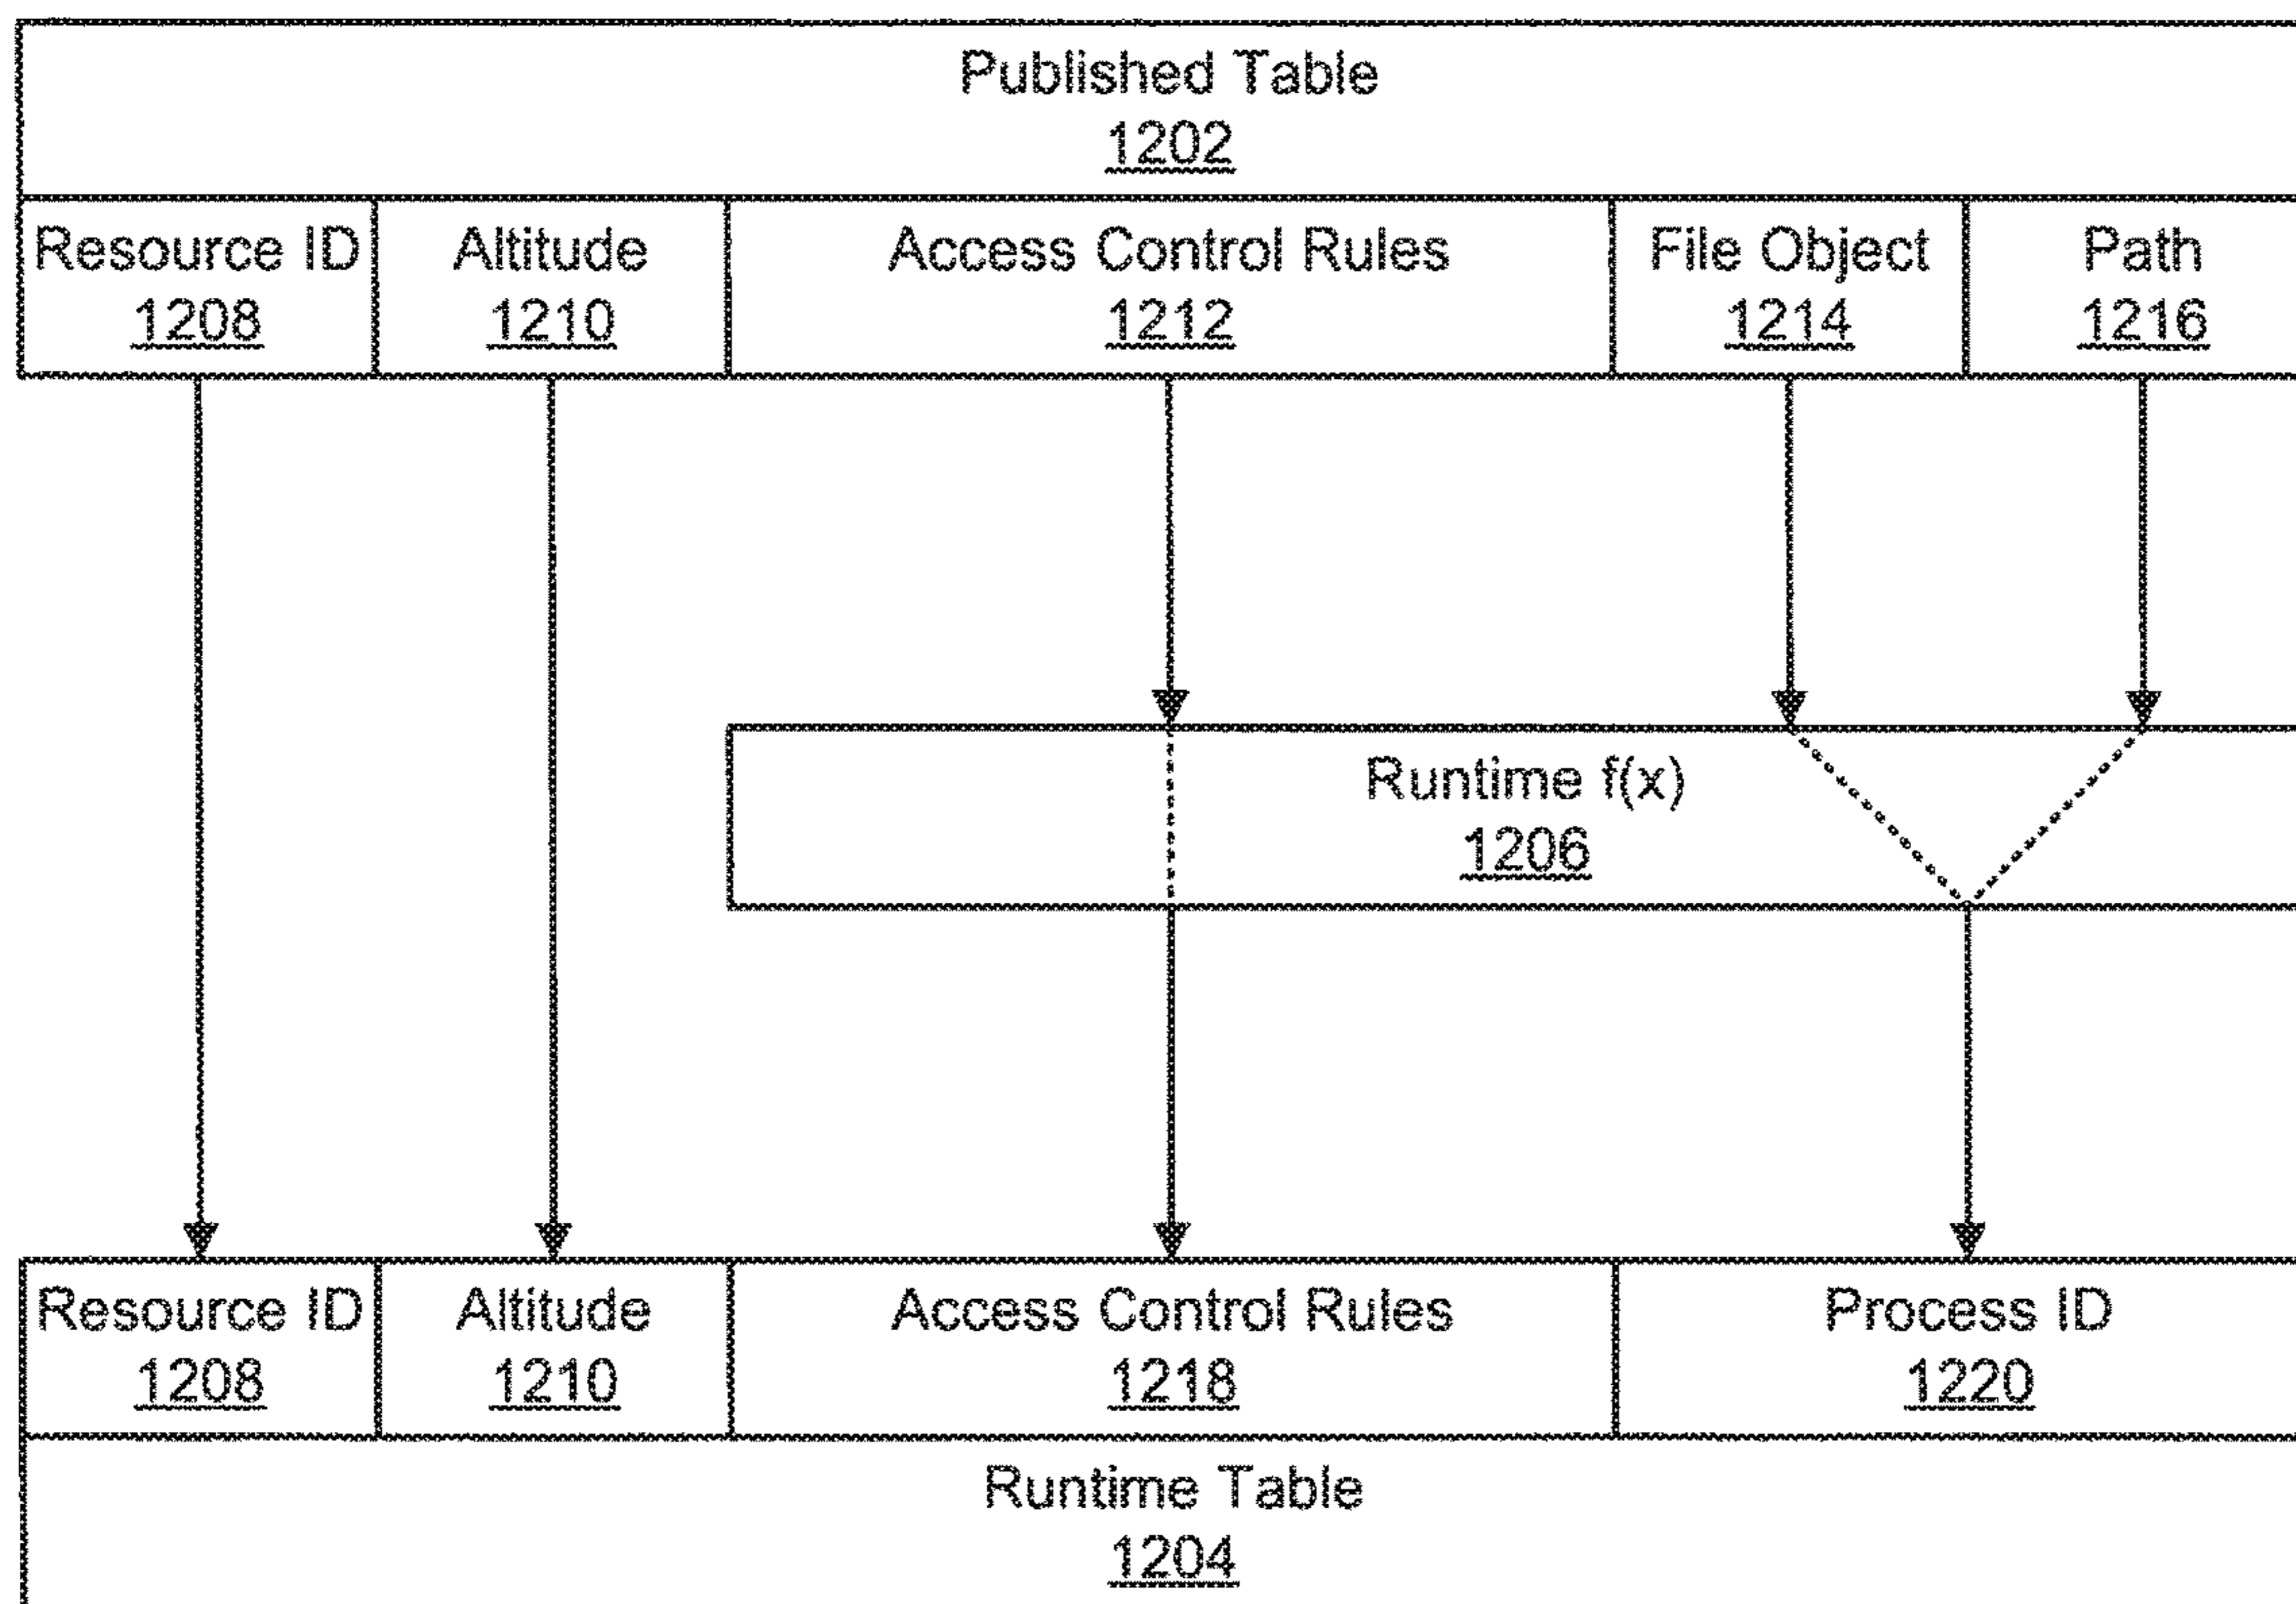 Published Table
1202
Resource ID
1208
Altitude
1210
Access Control Rules
1212
File Object
1214
Path
1216
Runtime f(x)
1206
Resource ID
1208
Altitude
1210
Access Control Rules
1218
Process ID
1220
Runtime Table
1204